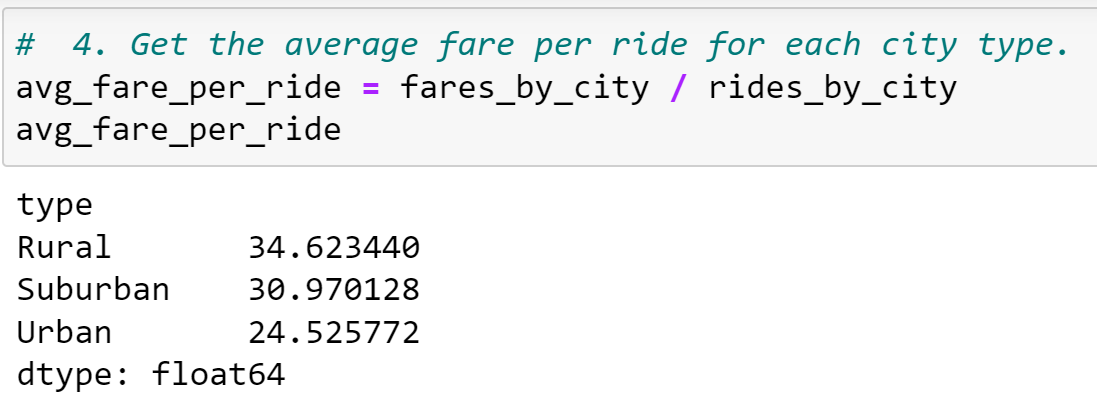 #  4. Get the average fare per ride for each city type.
avg_fare_per_ride = fares_by_city / rides_by_city
avg_fare_per_ride
type
Rural       34.623440
Suburban    30.970128
Urban       24.525772
dtype: float64